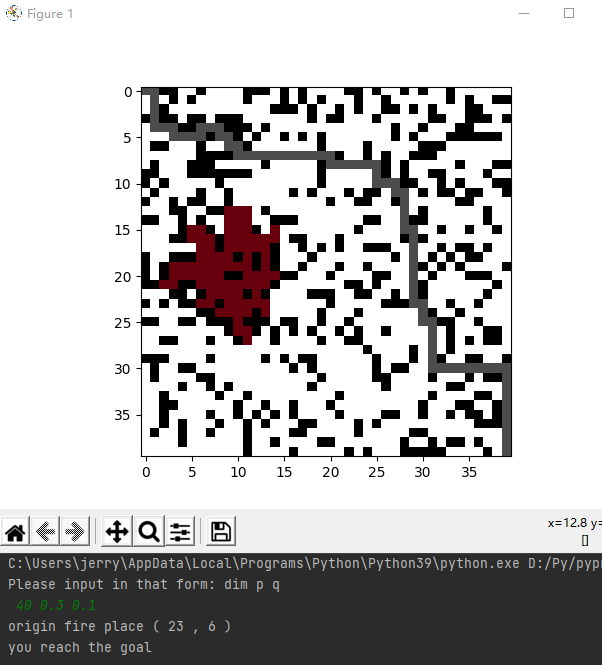 Figure 1
0
5
10
15
20
25
30
35
0 5 10 15 20 25 30 35
x=12.8 y=
[]
C:\Users\jerry\AppData\Local\Programs\Python\Python39\python.exe D:/Py/pypr
Please input in that form: dim p q
40 0.3 0.1
origin fire place ( 23 , 6 )
you reach the goal